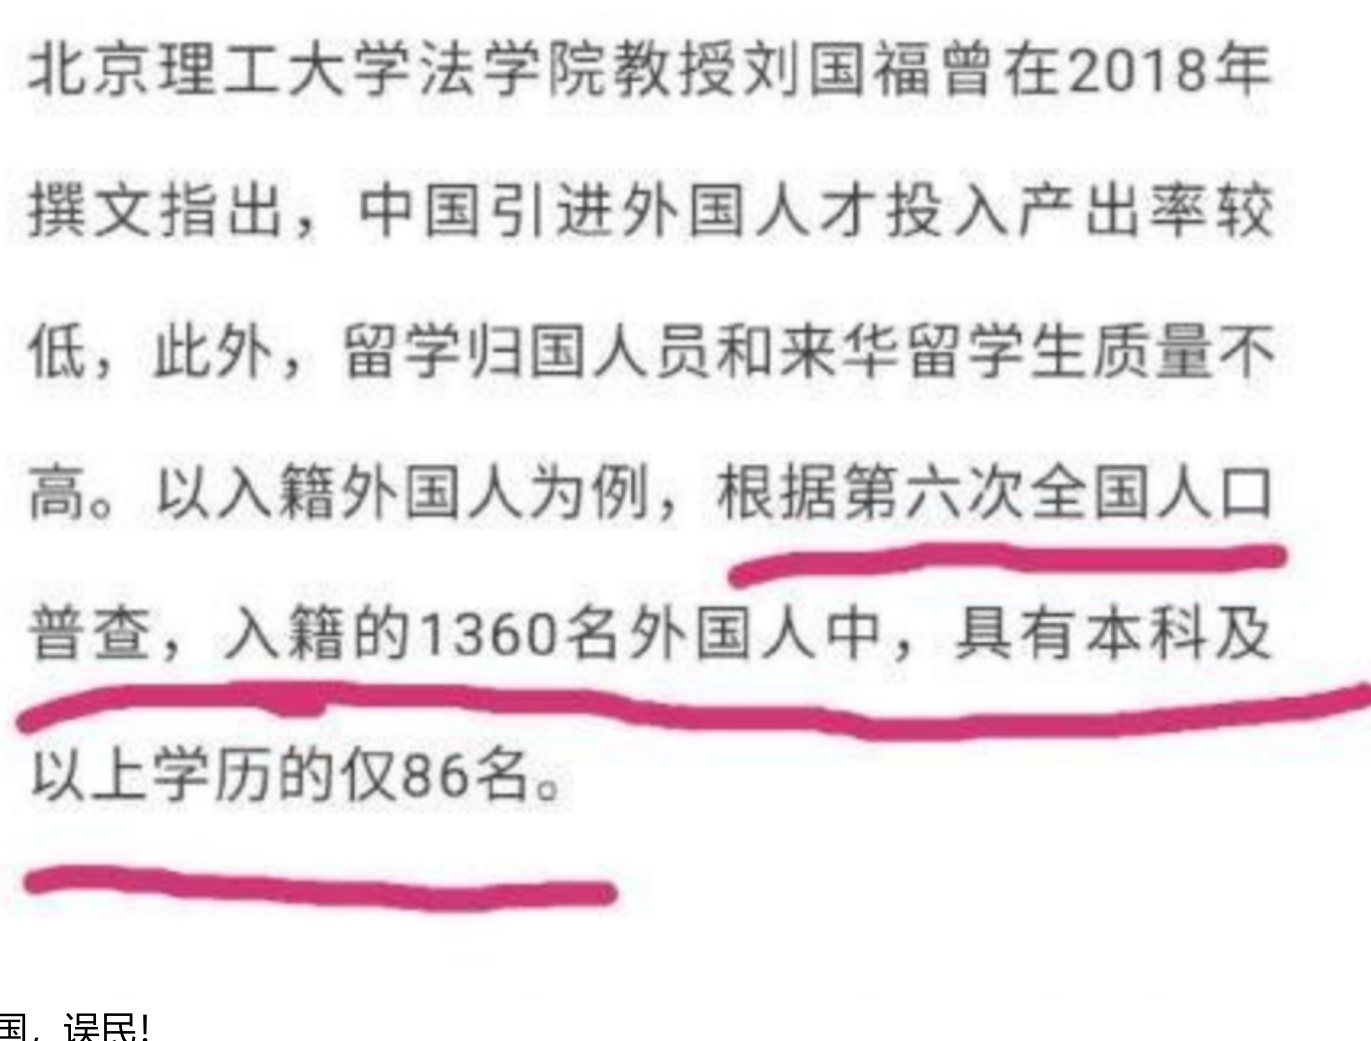 北京理工大学法学院教授刘国福曾在2018年
撰文指出，中国引进外国人才投入产出率较
低，此外，留学归国人员和来华留学生质量不
高。以入籍外国人为例，根据第六次全国人口
普查，入籍的1360名外国人中，具有本科及
以上学历的仅86名。
国，误民！